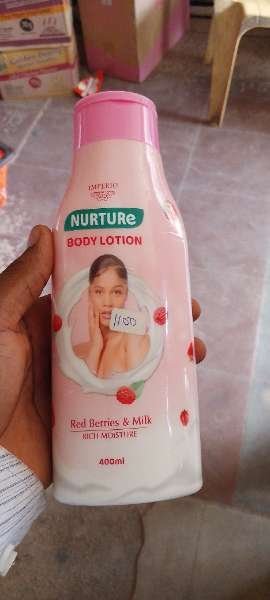 IMPERIO
NURTURe
BODY LOTION
1100
Red Berries & Milk
RICH MOISTURE
400ml